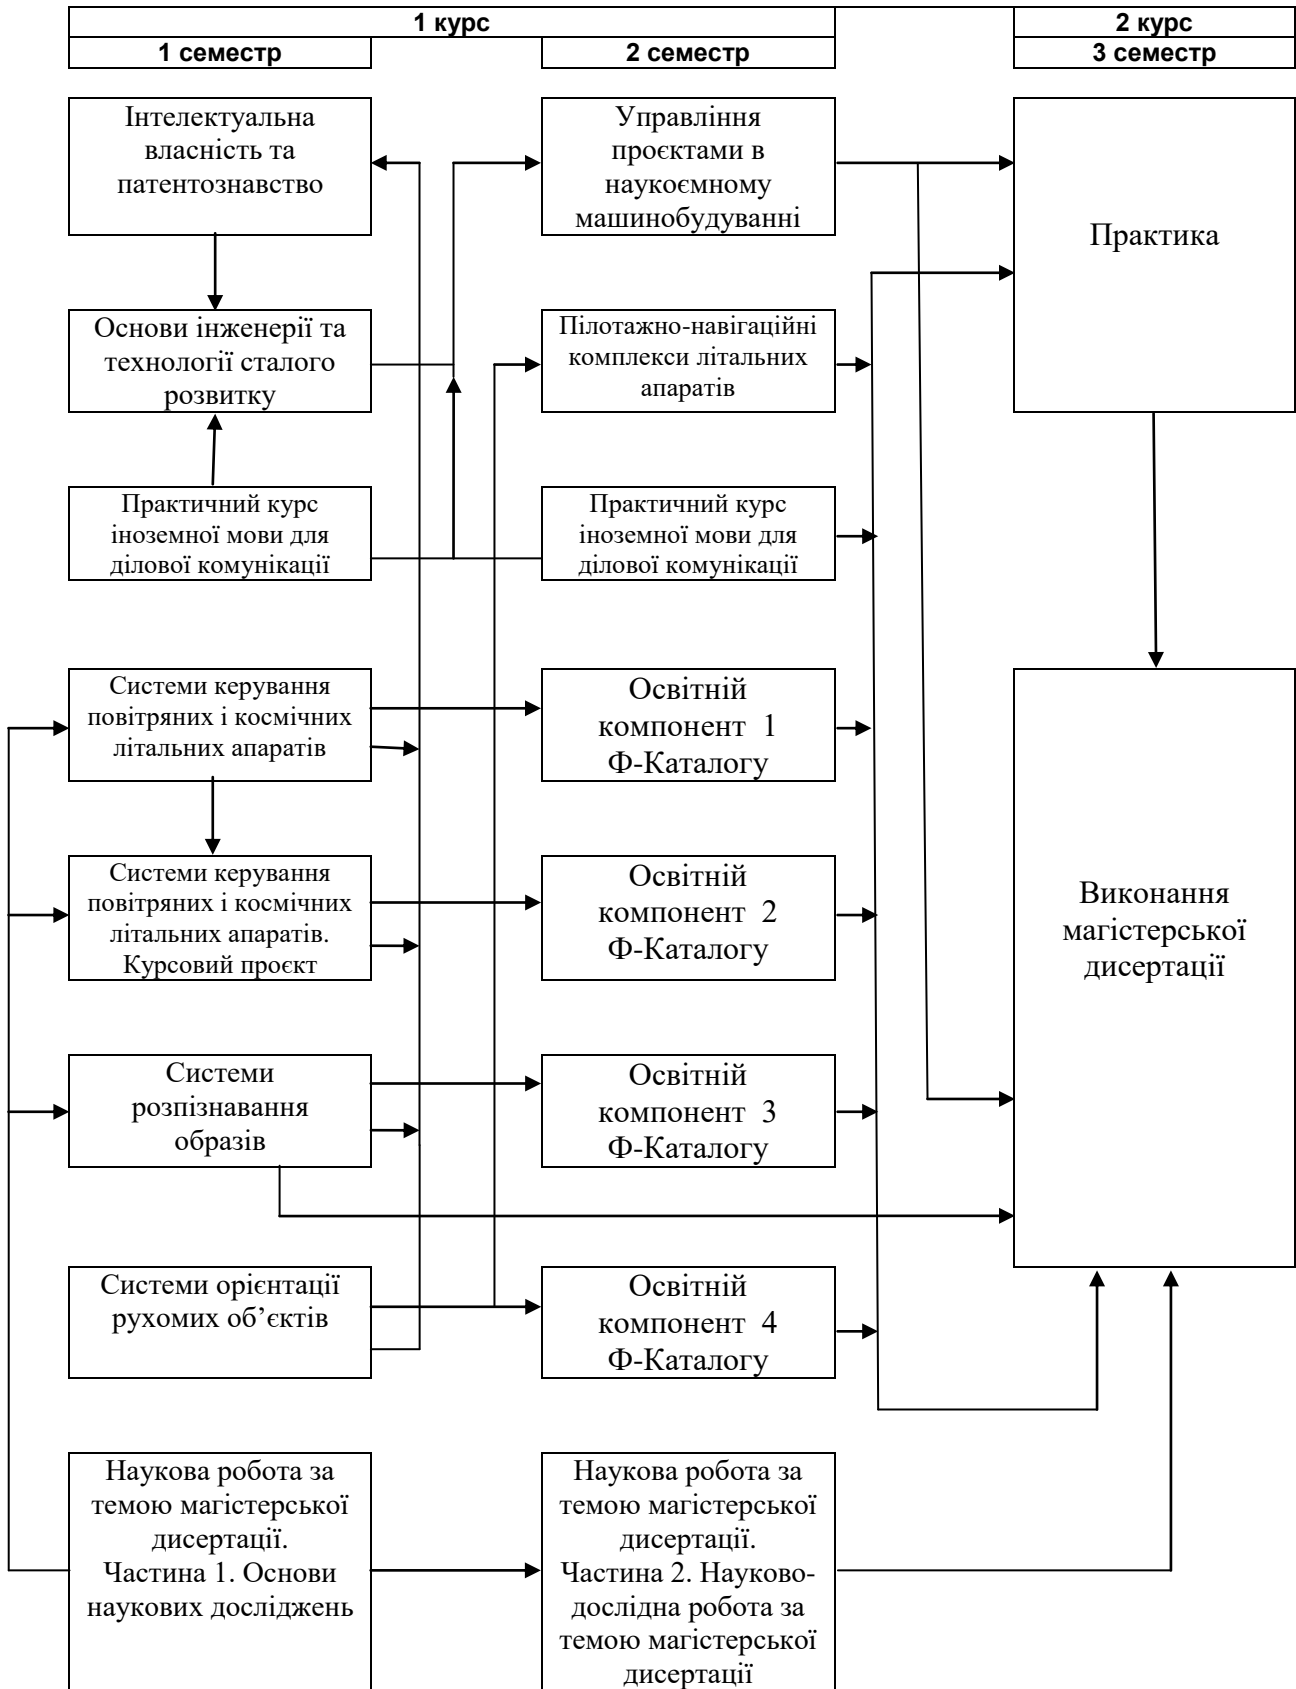 1 курс
2 курс
1 семестр
2 семестр
3 семестр
Інтелектуальна
власність та
патентознавство
Управління
проєктами в
наукоємному
машинобудуванні
Практика
Основи інженерії та
технології сталого
розвитку
Пілотажно-навігаційні
комплекси літальних
апаратів
Практичний курс
іноземної мови для
ділової комунікації
Практичний курс
іноземної мови для
ділової комунікації
Системи керування
повітряних і космічних
літальних апаратів
Освітній
компонент 1
Ф-Каталогу
Системи керування
повітряних і космічних
літальних апаратів.
Курсовий проєкт
Освітній
компонент 2
Ф-Каталогу
Виконання
магістерської
дисертації
Системи
розпізнавання
образів
Освітній
компонент 3
Ф-Каталогу
Системи орієнтації
рухомих об’єктів
Освітній
компонент 4
Ф-Каталогу
Наукова робота за
темою магістерської
дисертації.
Частина 1. Основи
наукових досліджень
Наукова робота за
темою магістерської
дисертації.
Частина 2. Науково-
дослідна робота за
темою магістерської
дисертації